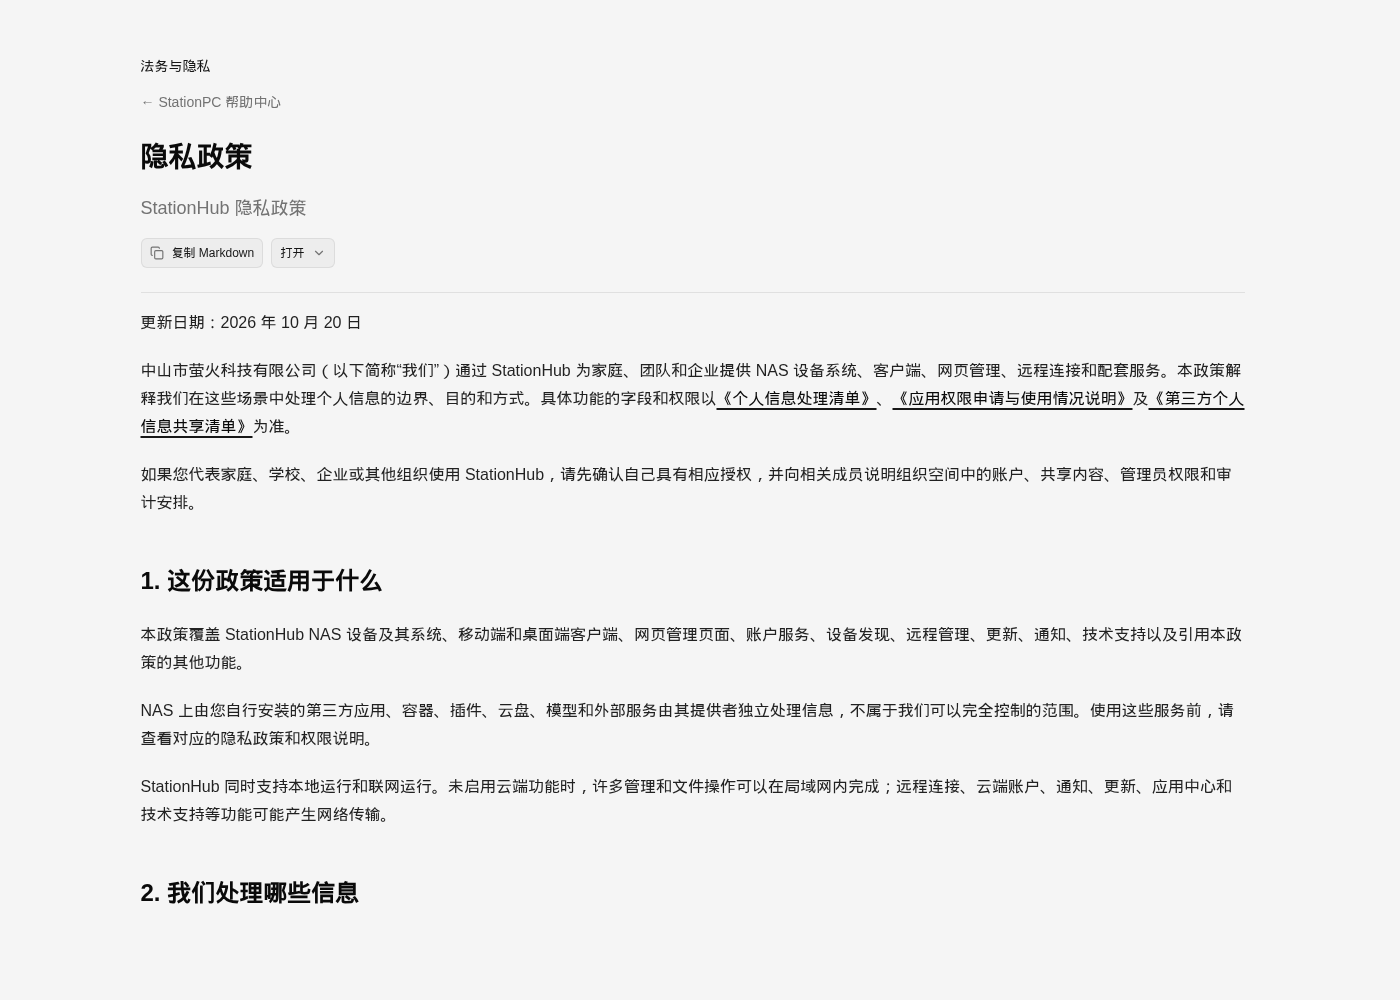 法务与隐私
← StationPC 帮助中心
隐私政策
StationHub 隐私政策
复制 Markdown
打开
更新日期：2026 年 10 月 20 日
中山市萤火科技有限公司（以下简称“我们”）通过 StationHub 为家庭、团队和企业提供 NAS 设备系统、客户端、网页管理、远程连接和配套服务。本政策解
释我们在这些场景中处理个人信息的边界、目的和方式。具体功能的字段和权限以《个人信息处理清单》、《应用权限申请与使用情况说明》及《第三方个人
信息共享清单》为准。
如果您代表家庭、学校、企业或其他组织使用 StationHub，请先确认自己具有相应授权，并向相关成员说明组织空间中的账户、共享内容、管理员权限和审
计安排。
1. 这份政策适用于什么
本政策覆盖 StationHub NAS 设备及其系统、移动端和桌面端客户端、网页管理页面、账户服务、设备发现、远程管理、更新、通知、技术支持以及引用本政
策的其他功能。
NAS 上由您自行安装的第三方应用、容器、插件、云盘、模型和外部服务由其提供者独立处理信息，不属于我们可以完全控制的范围。使用这些服务前，请
查看对应的隐私政策和权限说明。
StationHub 同时支持本地运行和联网运行。未启用云端功能时，许多管理和文件操作可以在局域网内完成；远程连接、云端账户、通知、更新、应用中心和
技术支持等功能可能产生网络传输。
2. 我们处理哪些信息